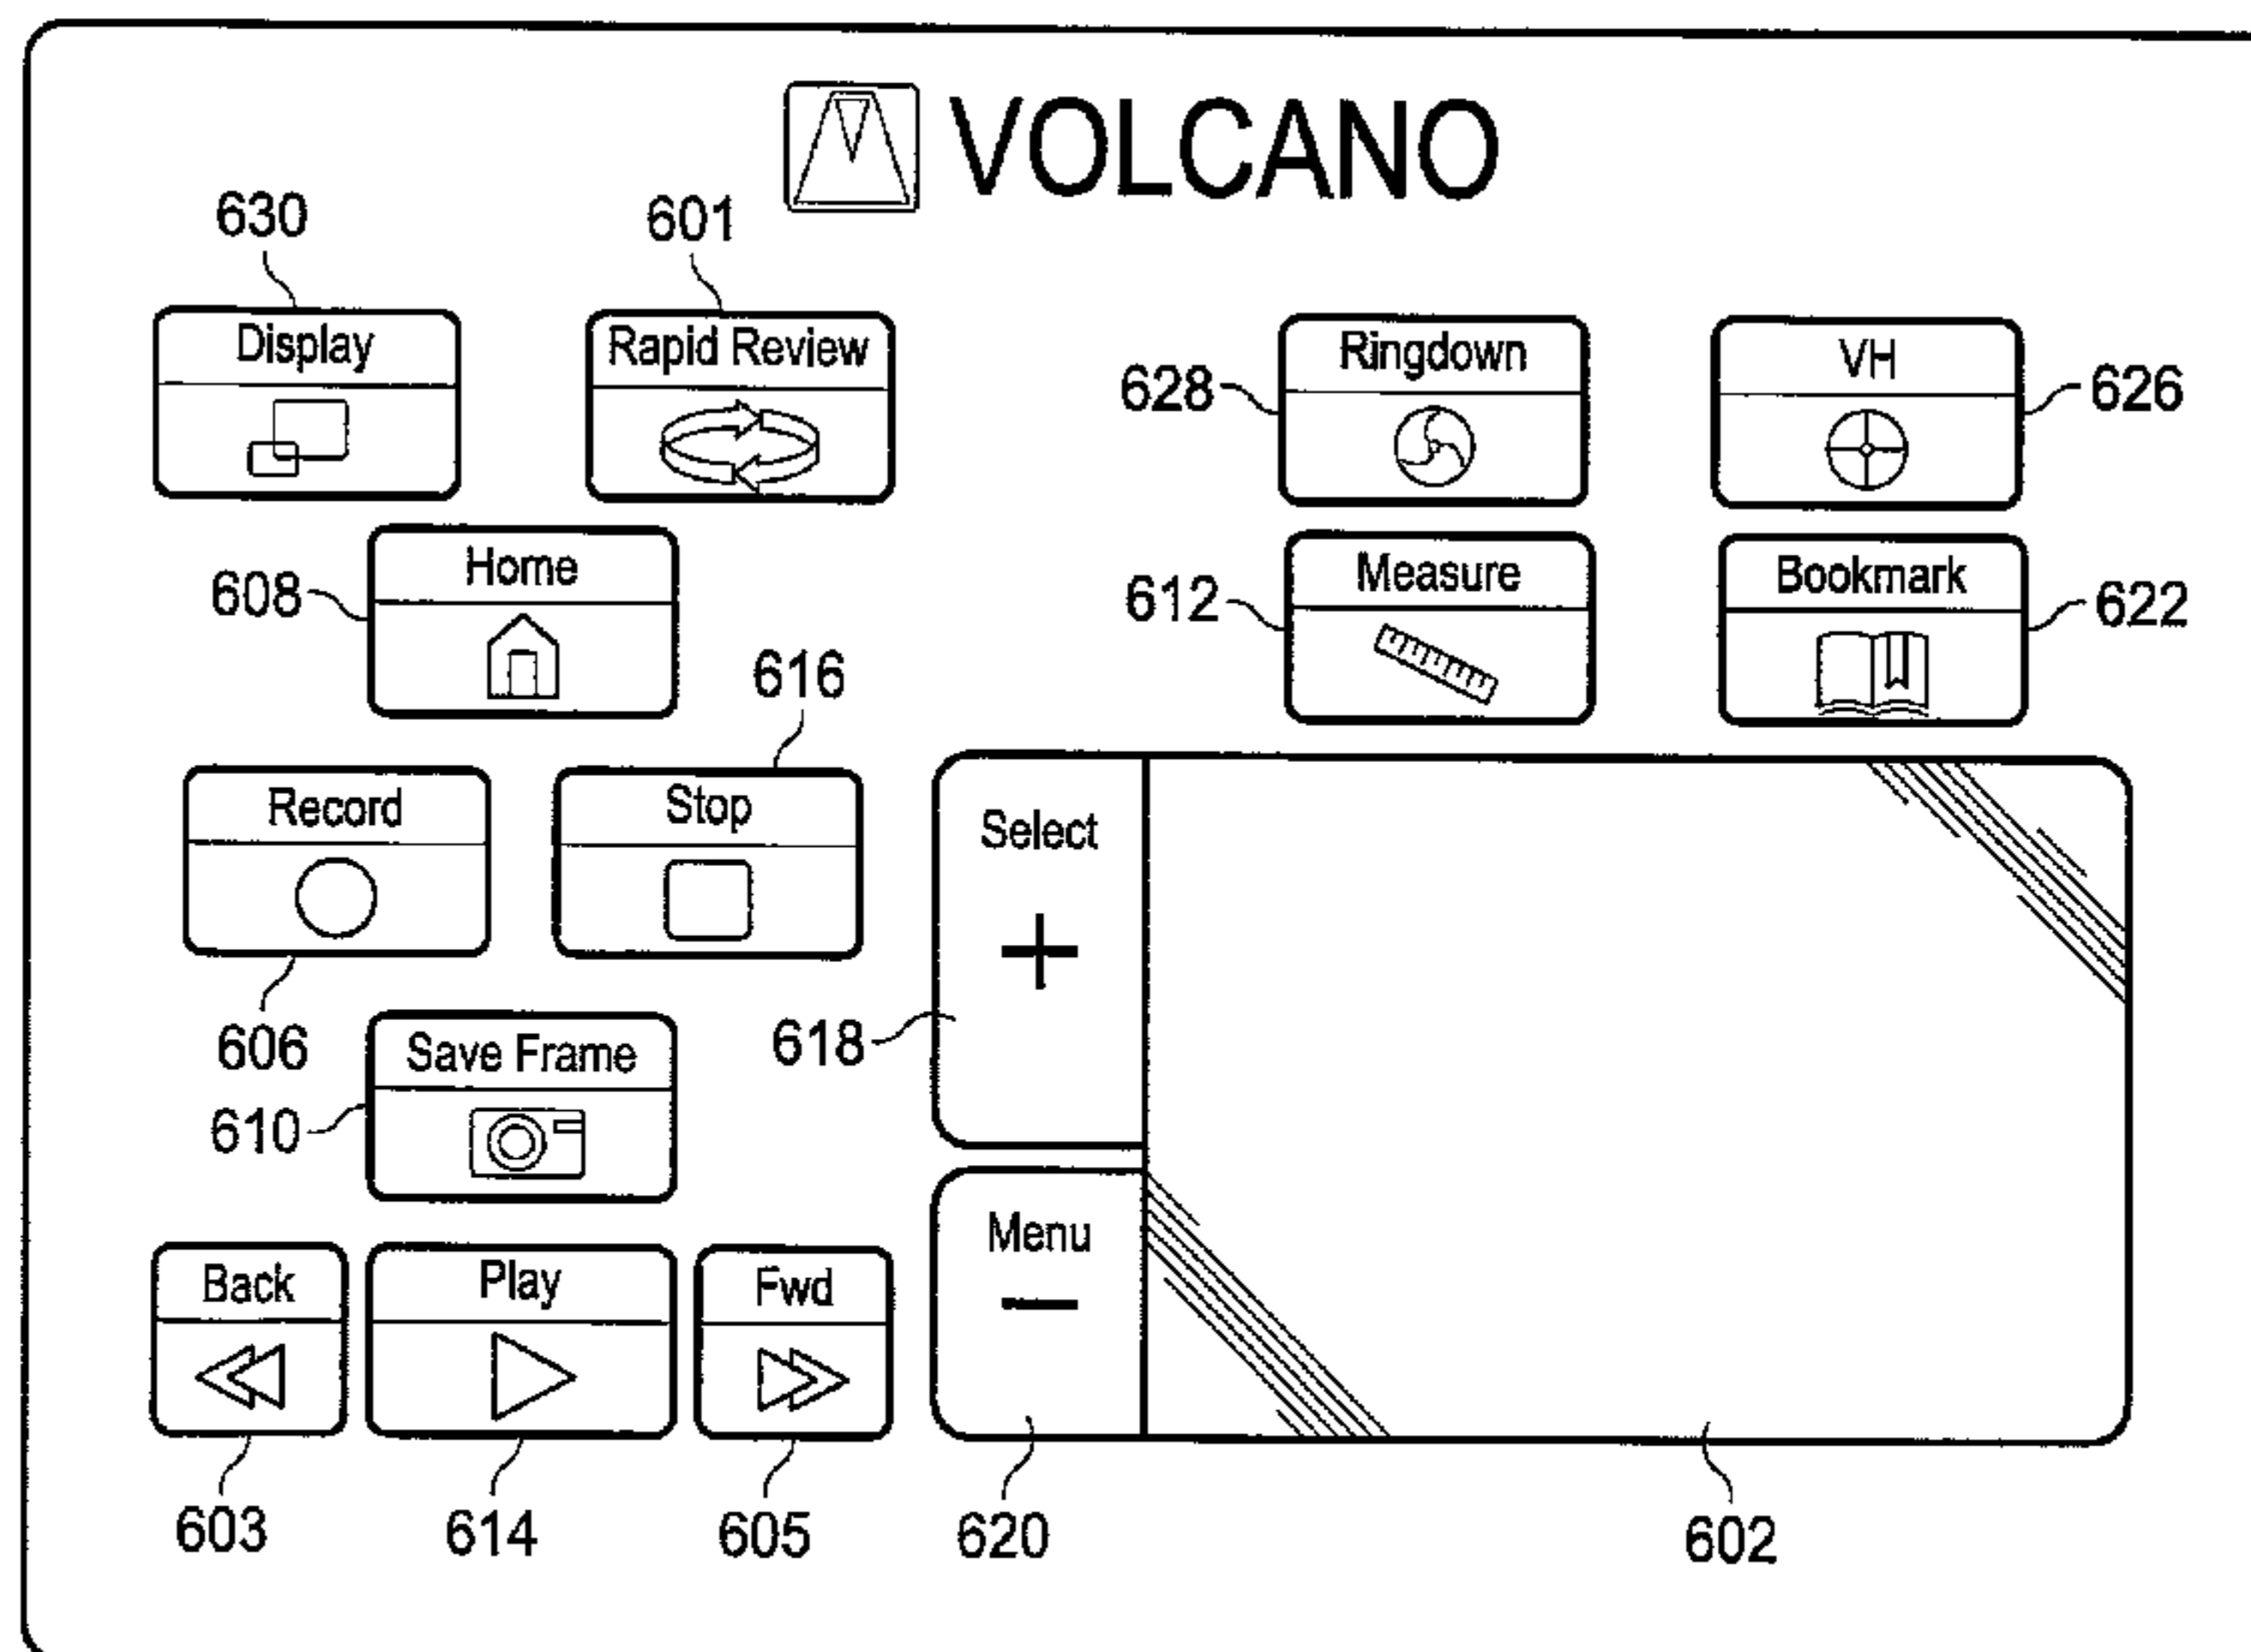 VOLCANO
630
601
Display
Rapid Review
Ringdown
VH
628
626
Home
Measure
Bookmark
608
612
622
616
Record
Stop
Select
+
606
618
Save Frame
610
Menu
–
Back
Play
Fwd
603
614
605
620
602